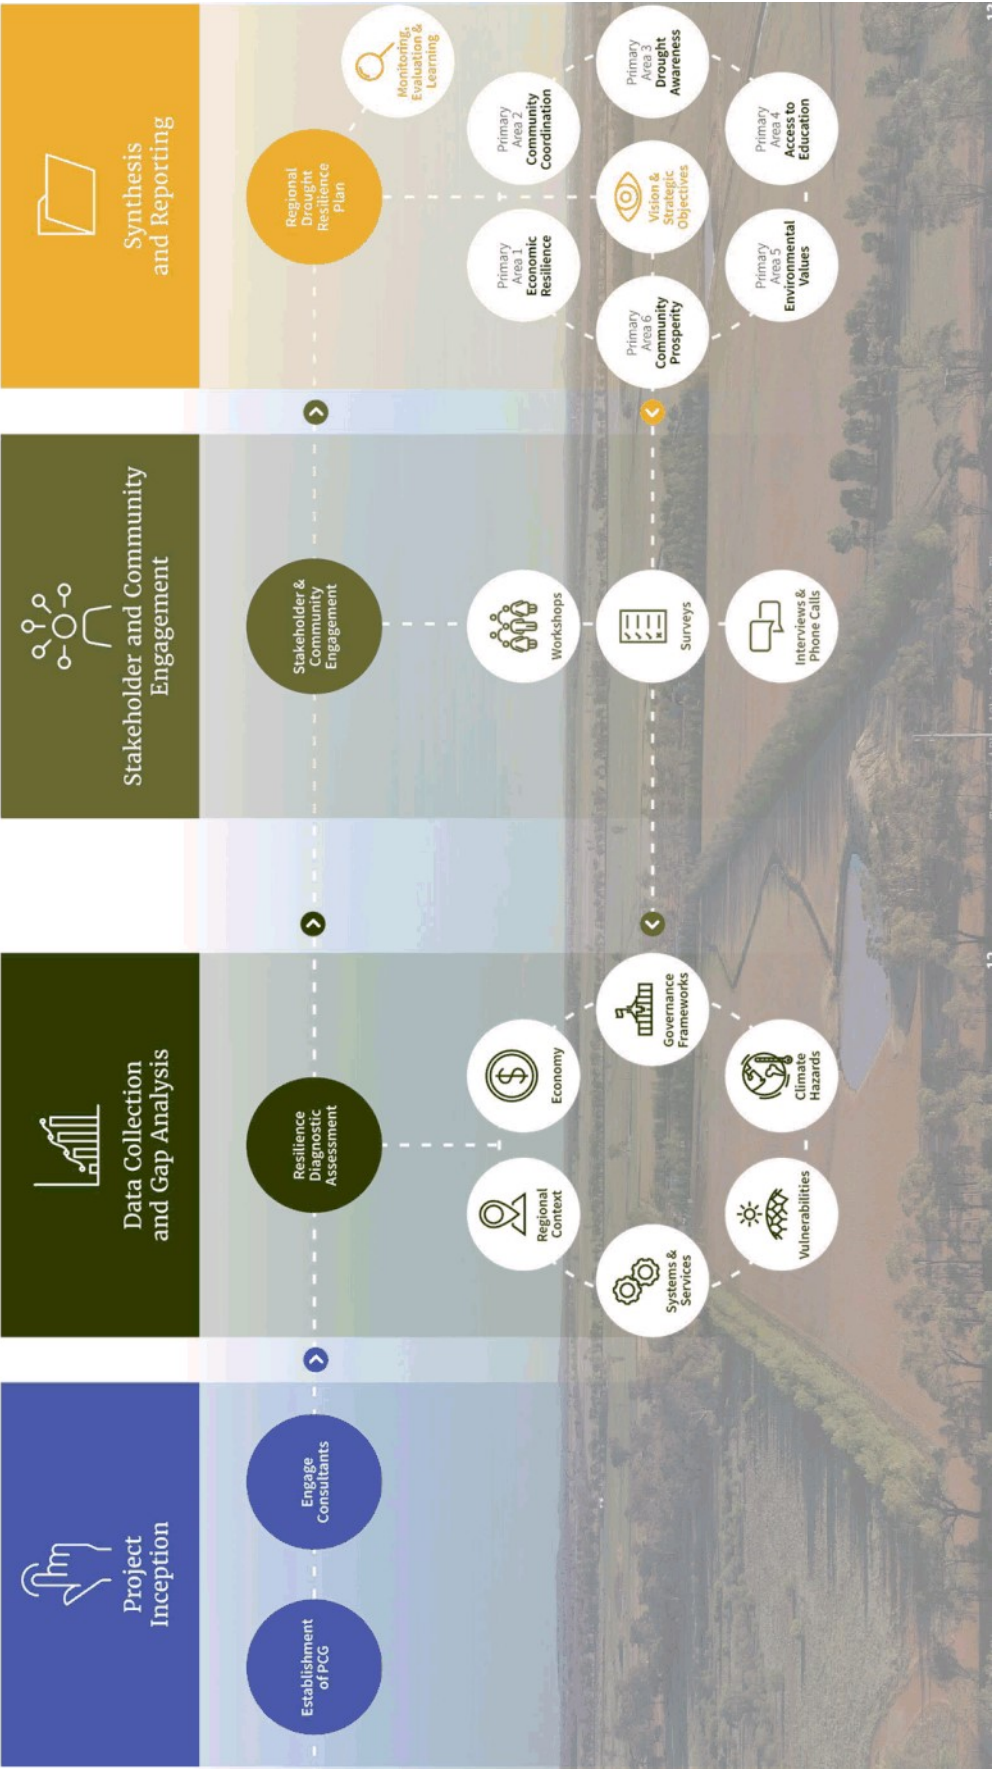 Project
Inception
Establishment
of PCG
Engage
Consultants
Data Collection
and Gap Analysis
Resilience
Diagnostic
Assessment
Regional
Context
Economy
Systems &
Services
Governance
Frameworks
Vulnerabilities
Climate
Hazards
Stakeholder and Community
Engagement
Stakeholder &
Community
Engagement
Workshops
Surveys
Interviews &
Phone Calls
Synthesis
and Reporting
Regional
Drought
Resilience
Plan
Monitoring,
Evaluation &
Learning
Primary
Area 1
Economic
Resilience
Primary
Area 2
Community
Coordination
Primary
Area 3
Drought
Awareness
Primary
Area 4
Access to
Education
Primary
Area 5
Environmental
Values
Primary
Area 6
Community
Prosperity
Vision &
Strategic
Objectives